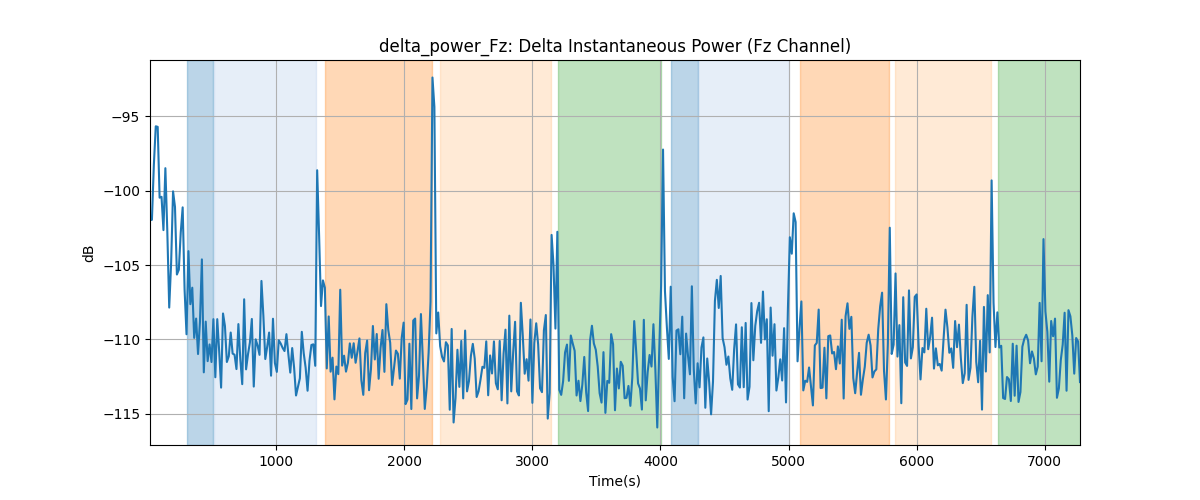 delta_power_Fz: Delta Instantaneous Power (Fz Channel)
−95
−100
−105
−110
−115
dB
1000 2000 3000 4000 5000 6000 7000
Time(s)